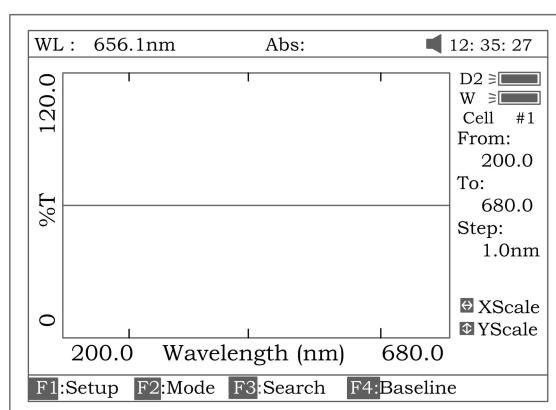 WL : 656.1nm Abs: 12: 35: 27
120.0
%T
0
200.0 Wavelength (nm) 680.0
D2
W
Cell #1
From:
200.0
To:
680.0
Step:
1.0nm
XScale
YScale
F1:Setup F2:Mode F3:Search F4:Baseline